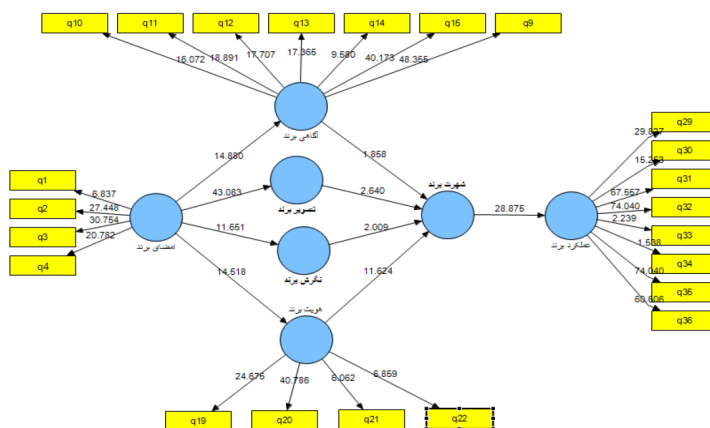 q10 q11 q12 q13 q14 q15 q9
16.072 18.891 17.707 17.365 9.580 40.173 48.355
آگاهی برند
14.880
1.858
q1
q2
q3
q4
6.837
27.448
30.754
20.782
امضای برند
43.083
تصویر برند
2.640
11.651
نگرش برند
2.009
شهرت برند
28.875
عملکرد برند
14.518
هویت برند
11.624
q29
q30
q31
q32
q33
q34
q35
q36
29.827
15.253
67.557
74.040
2.239
1.538
74.040
60.606
24.675 40.786 6.062 6.859
q19 q20 q21 q22